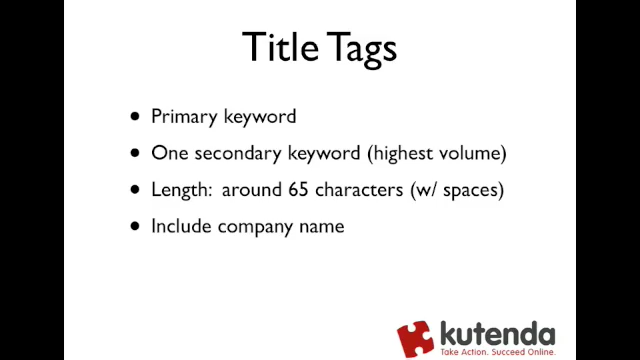 Title Tags
• Primary keyword
• One secondary keyword (highest volume)
• Length: around 65 characters (w/ spaces)
• Include company name
kutenda
Take Action. Succeed Online.